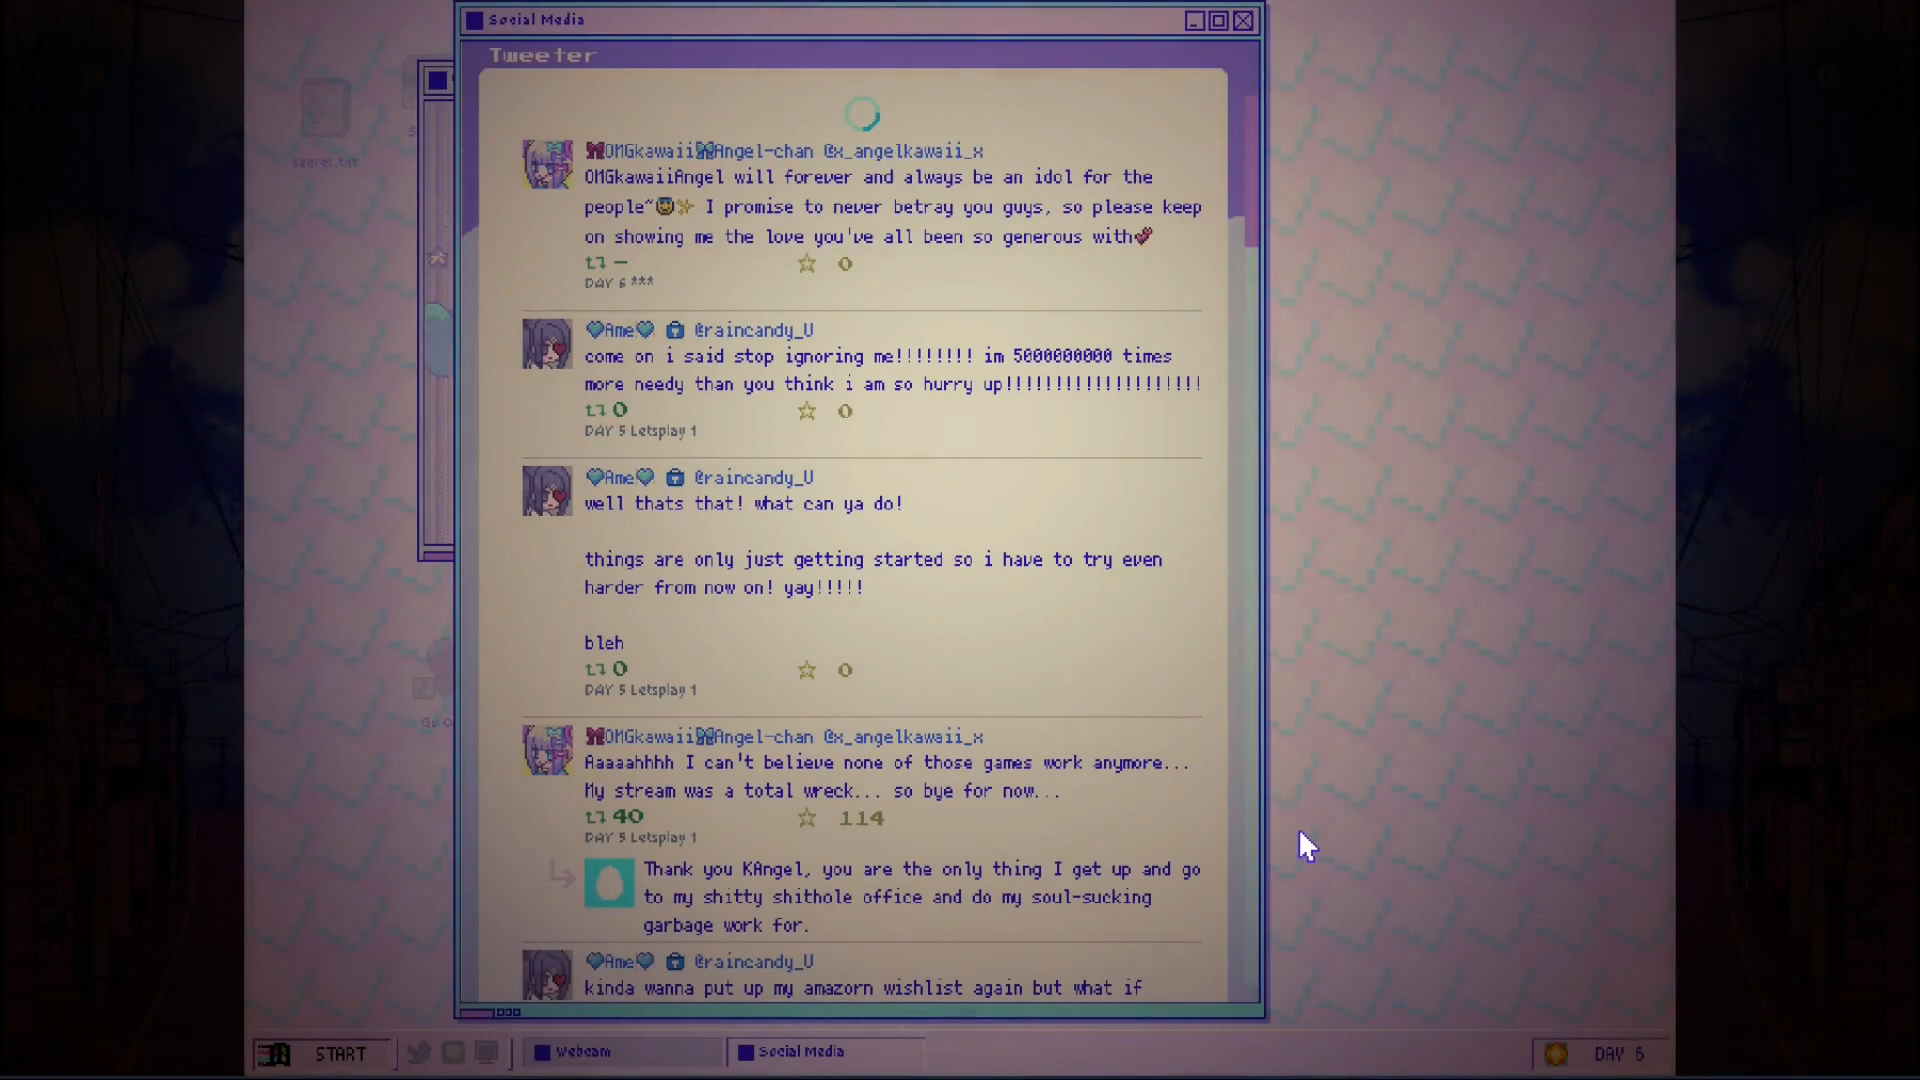 Social Media
Tweeter
secret.txt
OMGkawaii Angel-chan @x_angelkawaii_x
OMGkawaiiAngel will forever and always be an idol for the
people~😇✨ I promise to never betray you guys, so please keep
on showing me the love you've all been so generous with💕
— 0
DAY 6 ***
Ame @raincandy_U
come on i said stop ignoring me!!!!!!!! im 5000000000 times
more needy than you think i am so hurry up!!!!!!!!!!!!!!!!!!!!
0 0
DAY 5 Letsplay 1
Ame @raincandy_U
well thats that! what can ya do!
things are only just getting started so i have to try even
harder from now on! yay!!!!!
bleh
0 0
DAY 5 Letsplay 1
Go O
OMGkawaii Angel-chan @x_angelkawaii_x
Aaaaahhhh I can't believe none of those games work anymore...
My stream was a total wreck... so bye for now...
40 114
DAY 5 Letsplay 1
Thank you KAngel, you are the only thing I get up and go
to my shitty shithole office and do my soul-sucking
garbage work for.
Ame @raincandy_U
kinda wanna put up my amazorn wishlist again but what if
START
Webcam
Social Media
DAY 6